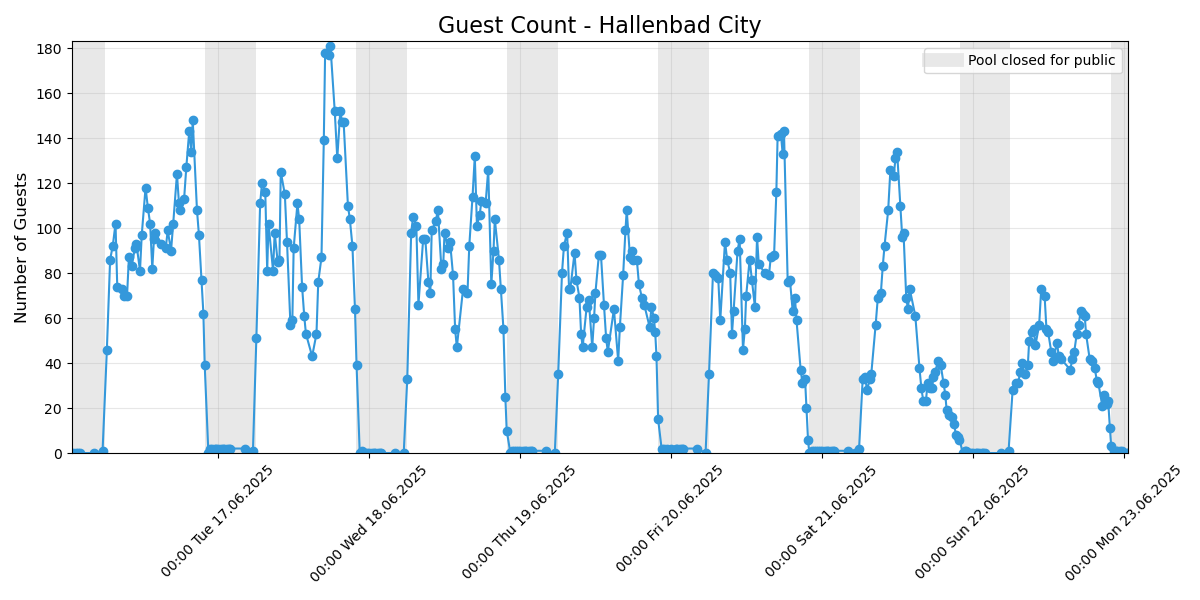 Guest Count - Hallenbad City
Pool closed for public
Number of Guests
180
160
140
120
100
80
60
40
20
0
00:00 Tue 17.06.2025
00:00 Wed 18.06.2025
00:00 Thu 19.06.2025
00:00 Fri 20.06.2025
00:00 Sat 21.06.2025
00:00 Sun 22.06.2025
00:00 Mon 23.06.2025